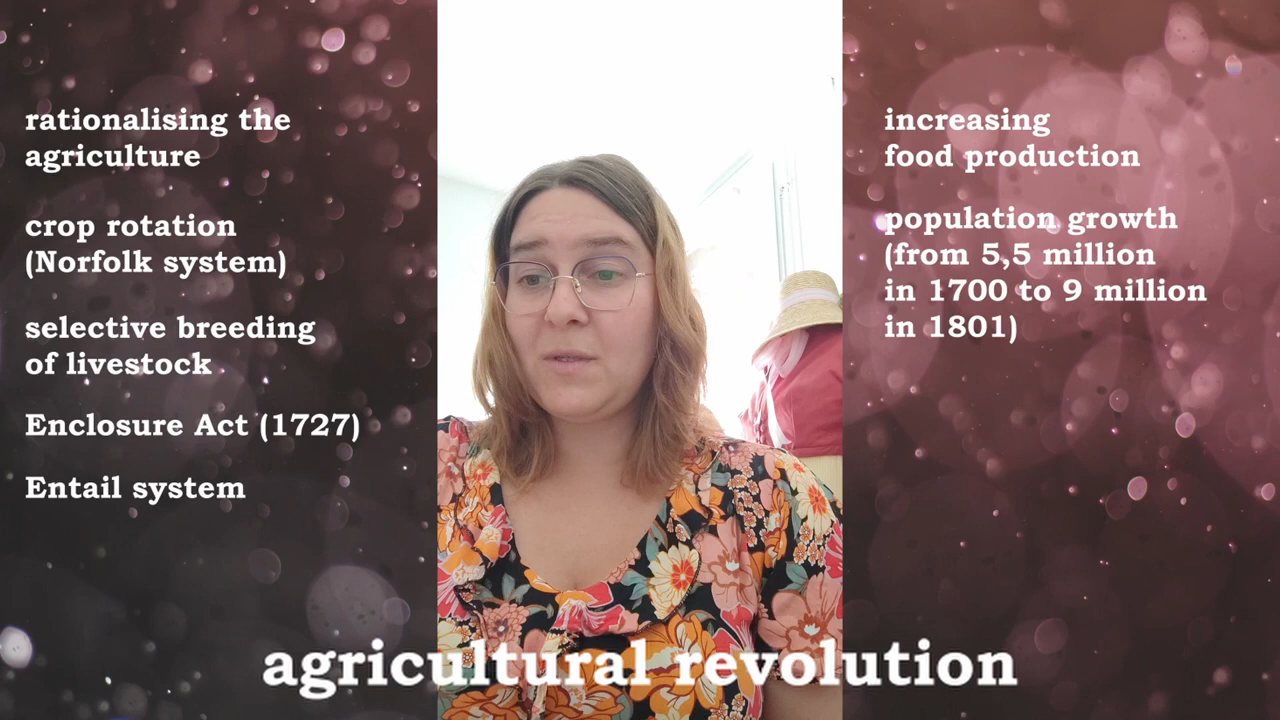 rationalising the
agriculture
crop rotation
(Norfolk system)
selective breeding
of livestock
Enclosure Act (1727)
Entail system
increasing
food production
population growth
(from 5,5 million
in 1700 to 9 million
in 1801)
agricultural revolution